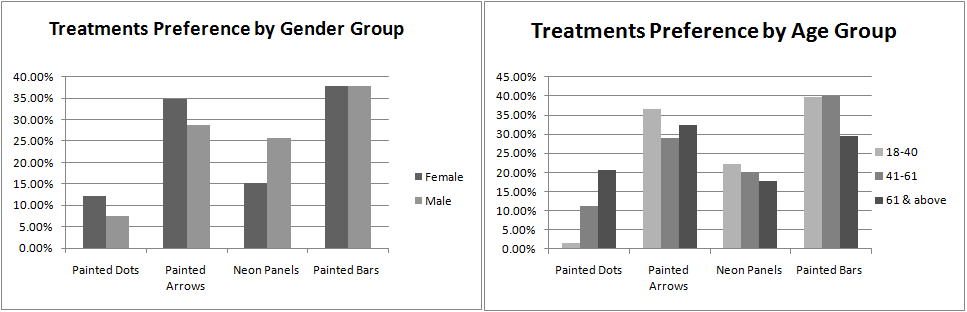 Treatments Preference by Gender Group
40.00%
35.00%
30.00%
25.00%
20.00%
15.00%
10.00%
5.00%
0.00%
Painted Dots
Painted
Arrows
Neon Panels
Painted Bars
Female
Male
Treatments Preference by Age Group
45.00%
40.00%
35.00%
30.00%
25.00%
20.00%
15.00%
10.00%
5.00%
0.00%
Painted Dots
Painted
Arrows
Neon Panels
Painted Bars
18-40
41-61
61 & above